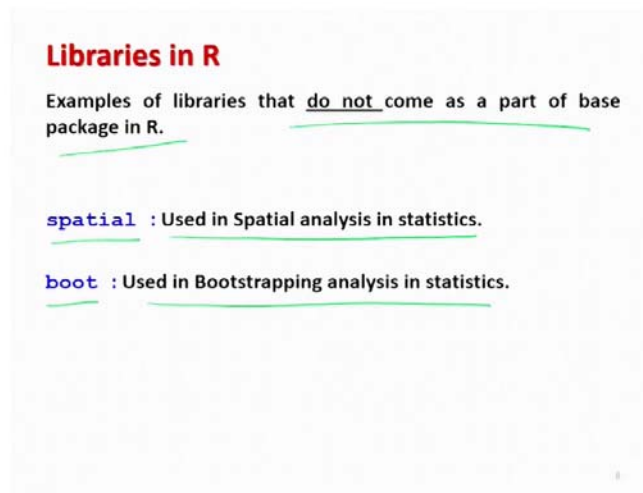 Libraries in R
Examples of libraries that do not come as a part of base
package in R.
spatial : Used in Spatial analysis in statistics.
boot : Used in Bootstrapping analysis in statistics.